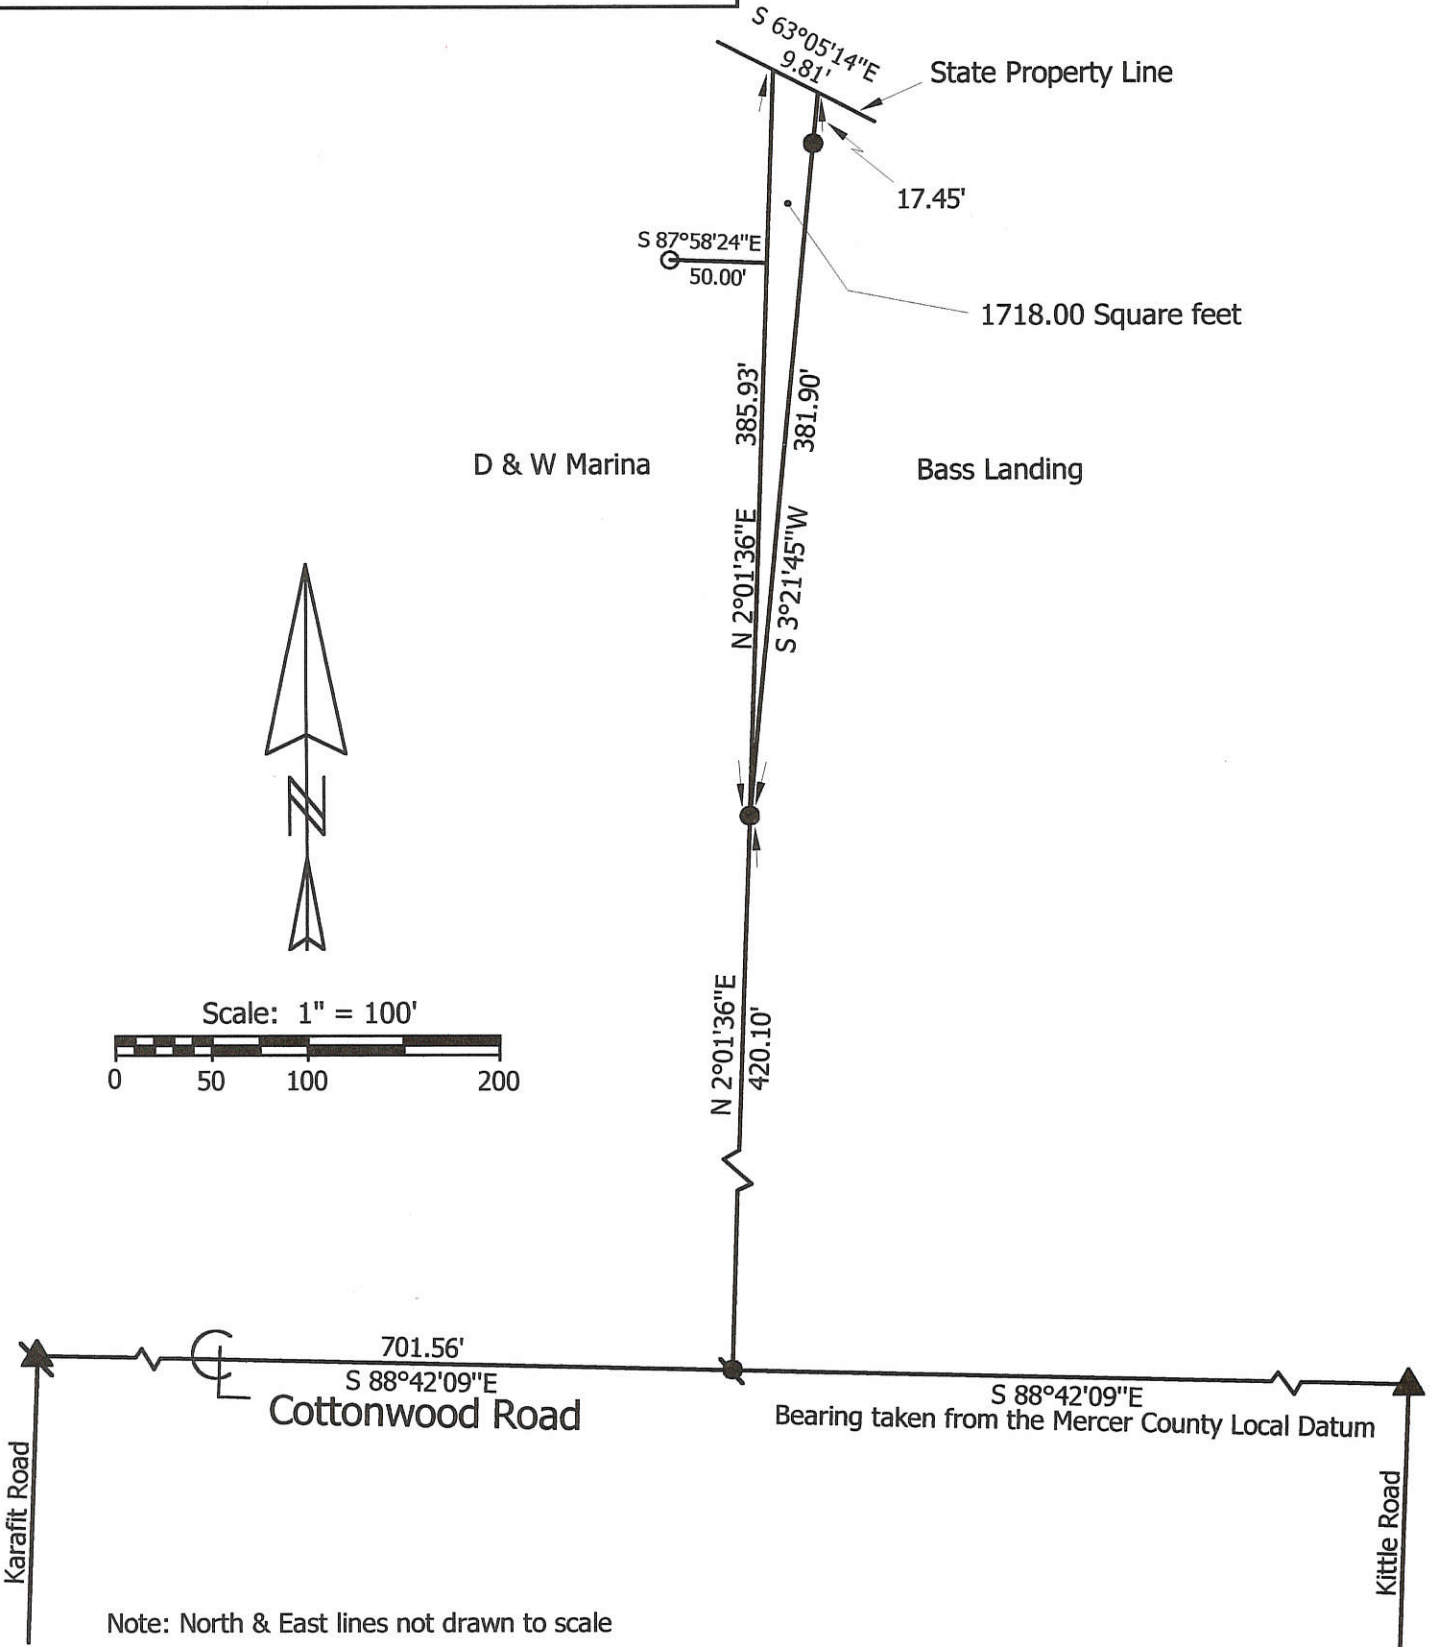 S 63°05'14"E
9.81'
State Property Line
17.45'
S 87°58'24"E
50.00'
1718.00 Square feet
385.93'
381.90'
D & W Marina
Bass Landing
N 2°01'36"E
S 3°21'45"W
N
Scale: 1" = 100'
0 50 100 200
N 2°01'36"E
420.10'
701.56'
S 88°42'09"E
CL
Cottonwood Road
S 88°42'09"E
Bearing taken from the Mercer County Local Datum
Karafit Road
Kittle Road
Note: North & East lines not drawn to scale